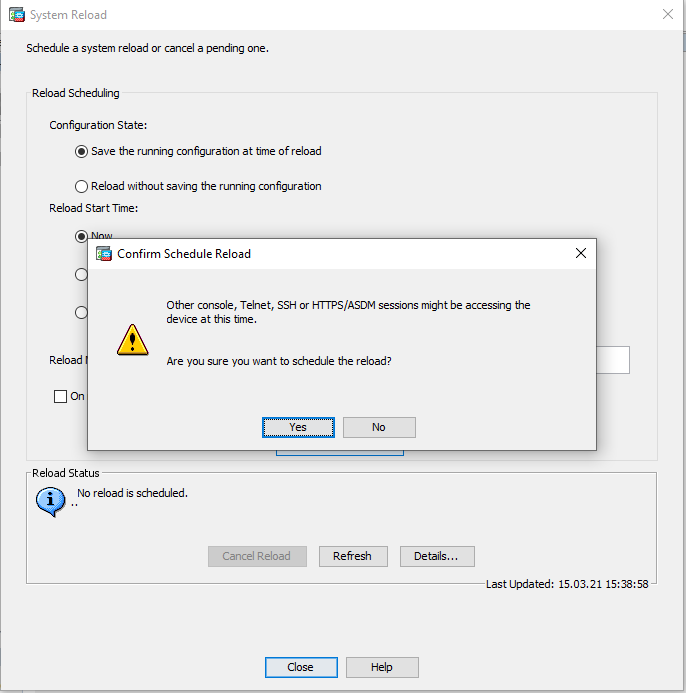 System Reload
Schedule a system reload or cancel a pending one.
Reload Scheduling
Configuration State:
Save the running configuration at time of reload
Reload without saving the running configuration
Reload Start Time:
Now
Confirm Schedule Reload
Other console, Telnet, SSH or HTTPS/ASDM sessions might be accessing the
device at this time.
Are you sure you want to schedule the reload?
Reload
On
Yes No
Reload Status
No reload is scheduled.
..
Cancel Reload Refresh Details...
Last Updated: 15.03.21 15:38:58
Close Help